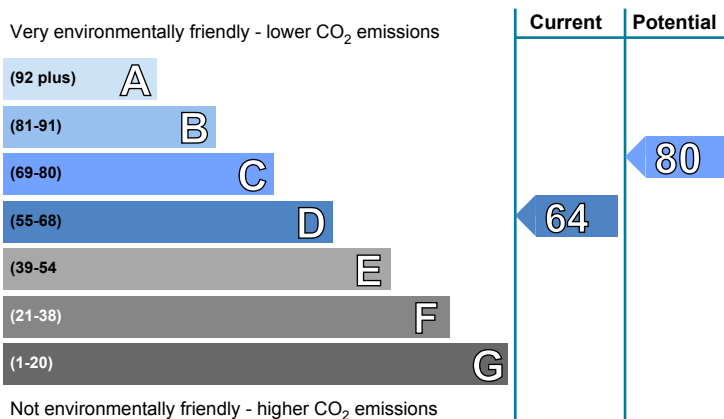 Current Potential
Very environmentally friendly - lower CO2 emissions
(92 plus) A
(81-91) B
80
(69-80) C
(55-68) D 64
(39-54 E
(21-38) F
(1-20) G
Not environmentally friendly - higher CO2 emissions